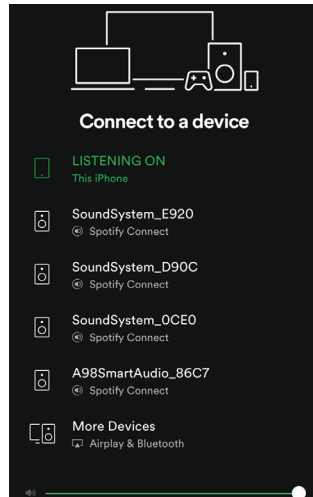 Connect to a device
LISTENING ON
This iPhone
SoundSystem_E920
Spotify Connect
SoundSystem_D90C
Spotify Connect
SoundSystem_0CE0
Spotify Connect
A98SmartAudio_86C7
Spotify Connect
More Devices
Airplay & Bluetooth